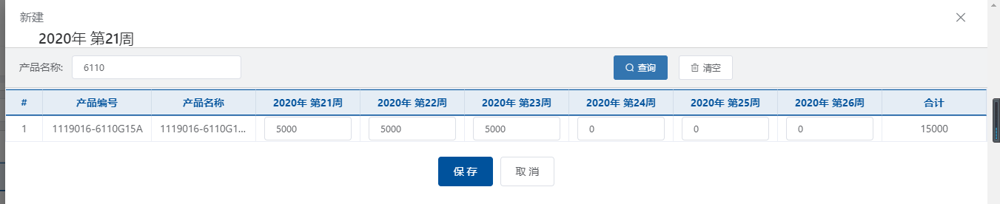 新建
2020年 第21周
产品名称: 6110 查询 清空
# 产品编号 产品名称 2020年 第21周 2020年 第22周 2020年 第23周 2020年 第24周 2020年 第25周 2020年 第26周 合计
1 1119016-6110G15A 1119016-6110G1... 5000 5000 5000 0 0 0 15000
保存 取消